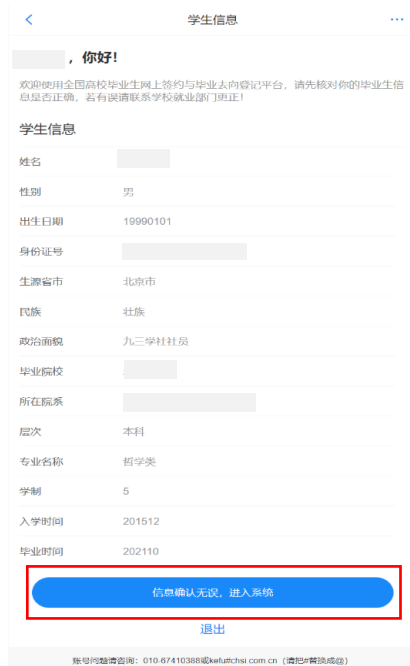 学生信息
...
，你好！
欢迎使用全国高校毕业生网上签约与毕业去向登记平台，请先核对你的毕业生信
息是否正确，若有误请联系学校就业部门更正！
学生信息
姓名
性别 男
出生日期 19990101
身份证号
生源省市 北京市
民族 壮族
政治面貌 九三学社社员
毕业院校
所在院系
层次 本科
专业名称 哲学类
学制 5
入学时间 201512
毕业时间 202110
信息确认无误，进入系统
退出
账号问题请咨询：010-67410388或kefu#chsi.com.cn（请把#替换成@）